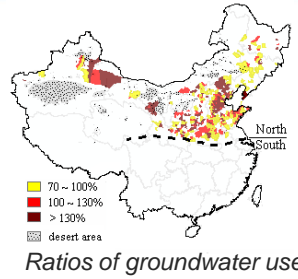 North
South
70 ~ 100%
100 ~ 130%
> 130%
desert area
Ratios of groundwater use